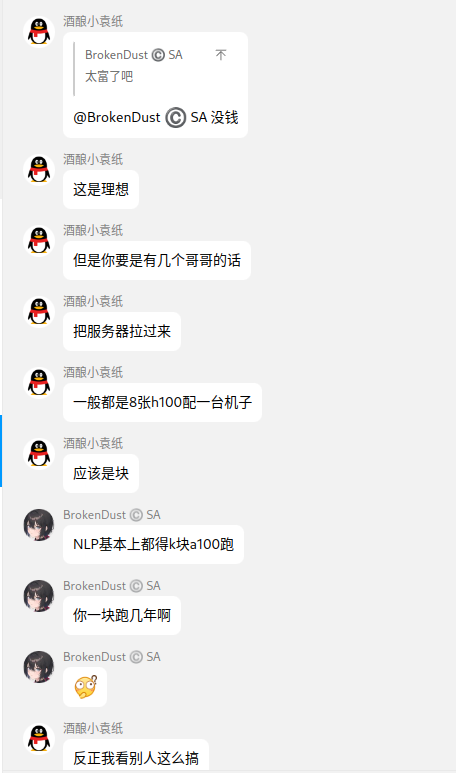 酒酿小袁纸
BrokenDust © SA
太富了吧
@BrokenDust © SA 没钱
酒酿小袁纸
这是理想
酒酿小袁纸
但是你要是有几个哥哥的话
酒酿小袁纸
把服务器拉过来
酒酿小袁纸
一般都是8张h100配一台机子
酒酿小袁纸
应该是块
BrokenDust © SA
NLP基本上都得k块a100跑
BrokenDust © SA
你一块跑几年啊
BrokenDust © SA
酒酿小袁纸
反正我看别人这么搞